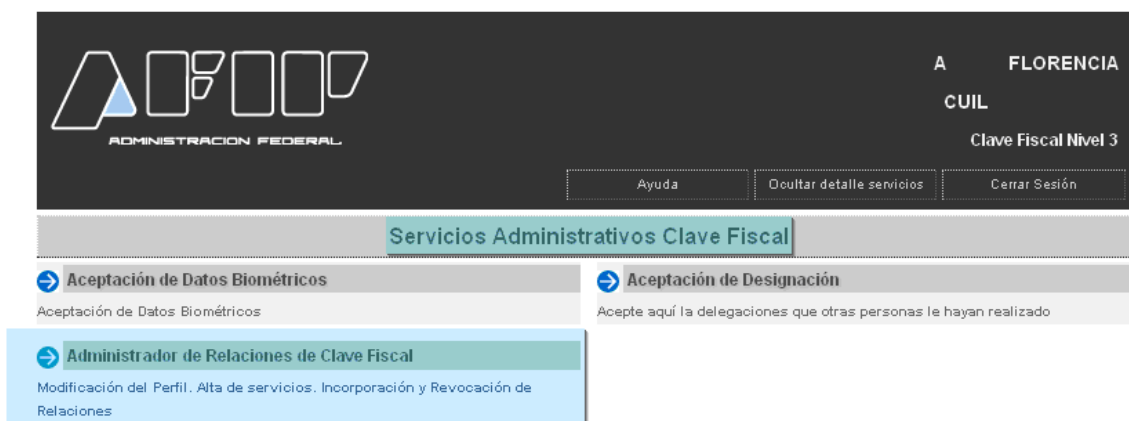 AFIP
ADMINISTRACION FEDERAL
A FLORENCIA
CUIL
Clave Fiscal Nivel 3
Ayuda Ocultar detalle servicios Cerrar Sesión
Servicios Administrativos Clave Fiscal
Aceptación de Datos Biométricos
Aceptación de Datos Biométricos
Aceptación de Designación
Acepte aquí la delegaciones que otras personas le hayan realizado
Administrador de Relaciones de Clave Fiscal
Modificación del Perfil. Alta de servicios. Incorporación y Revocación de
Relaciones